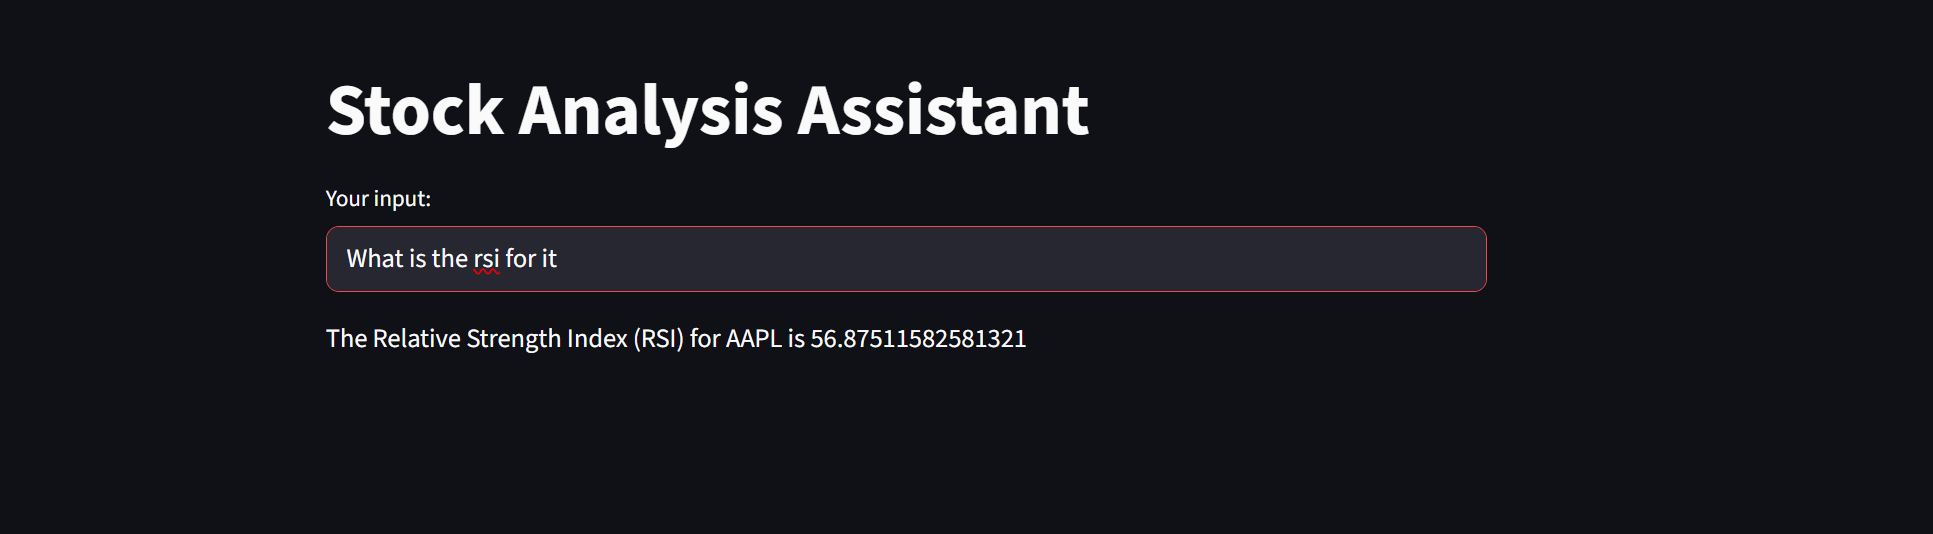 Stock Analysis Assistant
Your input:
What is the rsi for it
The Relative Strength Index (RSI) for AAPL is 56.87511582581321